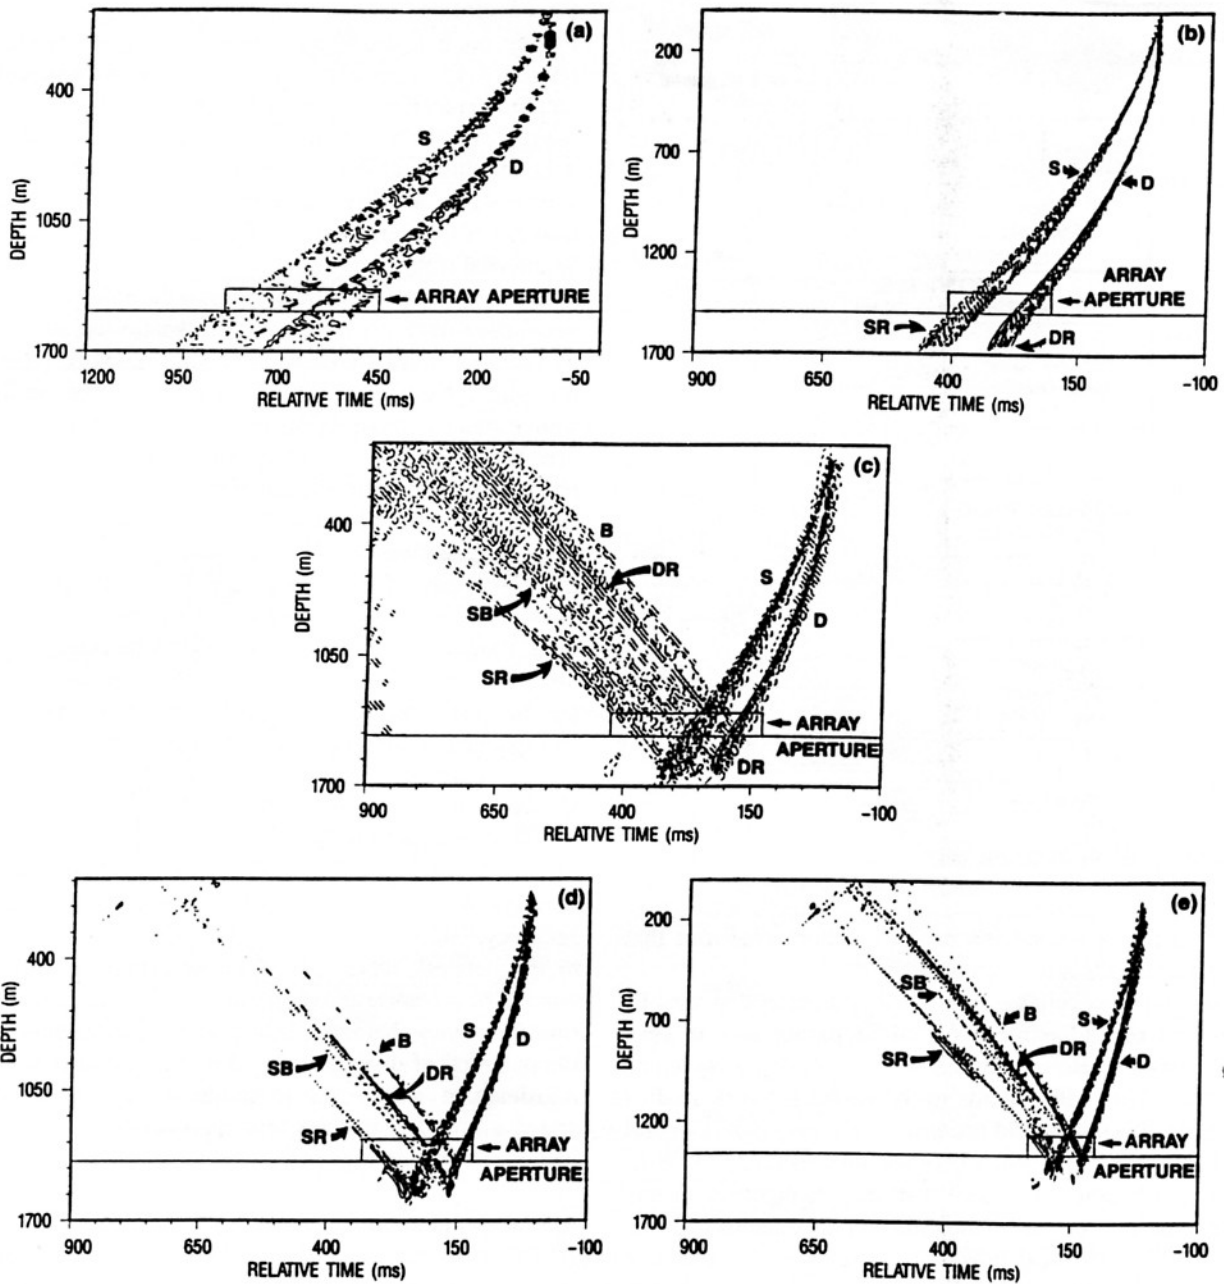 (a)
400
1050
1700
DEPTH (m)
S
D
ARRAY APERTURE
1200 950 700 450 200 -50
RELATIVE TIME (ms)
(b)
200
700
1200
1700
DEPTH (m)
S
D
ARRAY
APERTURE
SR
DR
900 650 400 150 -100
RELATIVE TIME (ms)
(c)
400
1050
1700
DEPTH (m)
B
DR
S
SB
D
SR
ARRAY
APERTURE
DR
900 650 400 150 -100
RELATIVE TIME (ms)
(d)
400
1050
1700
DEPTH (m)
S
B
D
SB
DR
SR
ARRAY
APERTURE
900 650 400 150 -100
RELATIVE TIME (ms)
(e)
200
700
1200
1700
DEPTH (m)
SB
B
S
DR
D
SR
ARRAY
APERTURE
900 650 400 150 -100
RELATIVE TIME (ms)